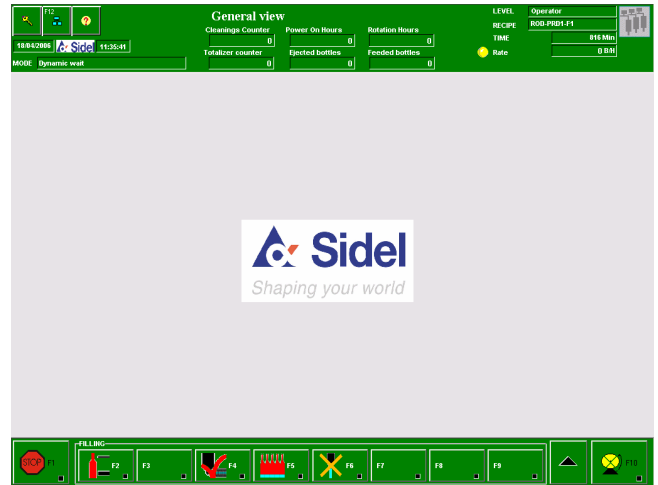 F12
General view
LEVEL Operator
RECIPE ROD-PRD1-F1
Cleanings Counter Power On Hours Rotation Hours
0 0 0
TIME 016 Min
18/04/2006 Sidel 11:35:41
Totalizer counter Ejected bottles Feeded bottles
Rate 0 B/H
MODE Dynamic wait
0 0 0
Sidel
Shaping your world
FILLING
STOP F1 F2 F3 F4 F5 F6 F7 F8 F9 F10